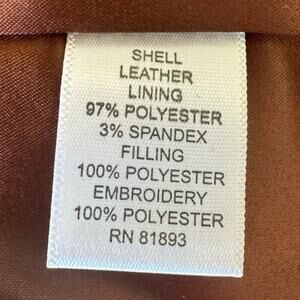 SHELL
LEATHER
LINING
97% POLYESTER
3% SPANDEX
FILLING
100% POLYESTER
EMBROIDERY
100% POLYESTER
RN 81893